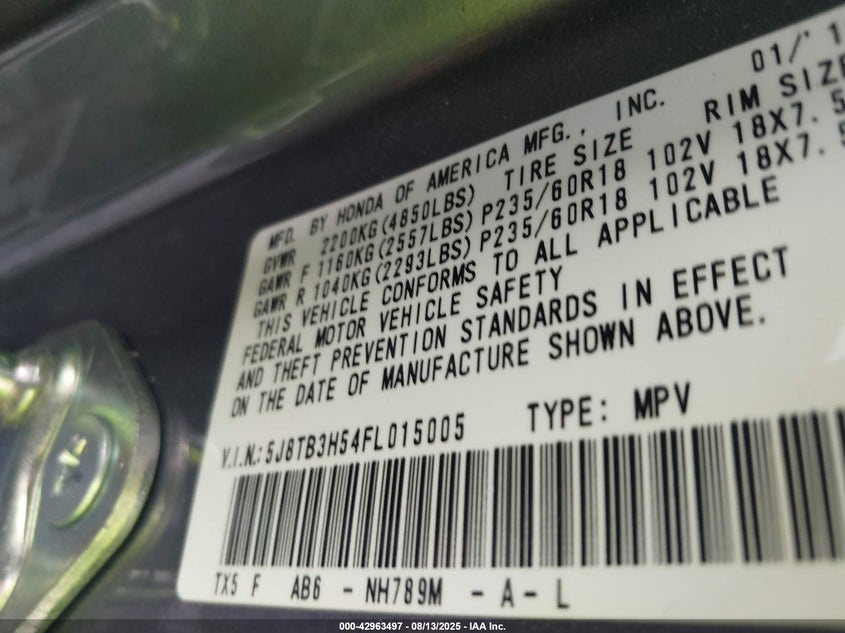 MFD. BY HONDA OF AMERICA MFG., INC. 01/'1
GVWR 2200KG(4850LBS) TIRE SIZE RIM SIZE
GAWR F 1160KG(2557LBS) P235/60R18 102V 18X7.5
GAWR R 1040KG(2293LBS) P235/60R18 102V 18X7.5
THIS VEHICLE CONFORMS TO ALL APPLICABLE
FEDERAL MOTOR VEHICLE SAFETY
AND THEFT PREVENTION STANDARDS IN EFFECT
ON THE DATE OF MANUFACTURE SHOWN ABOVE.
V.I.N.: 5J8TB3H54FL015005 TYPE: MPV
TX5 F AB6 - NH789M - A - L
000-42963497 - 08/13/2025 - IAA Inc.